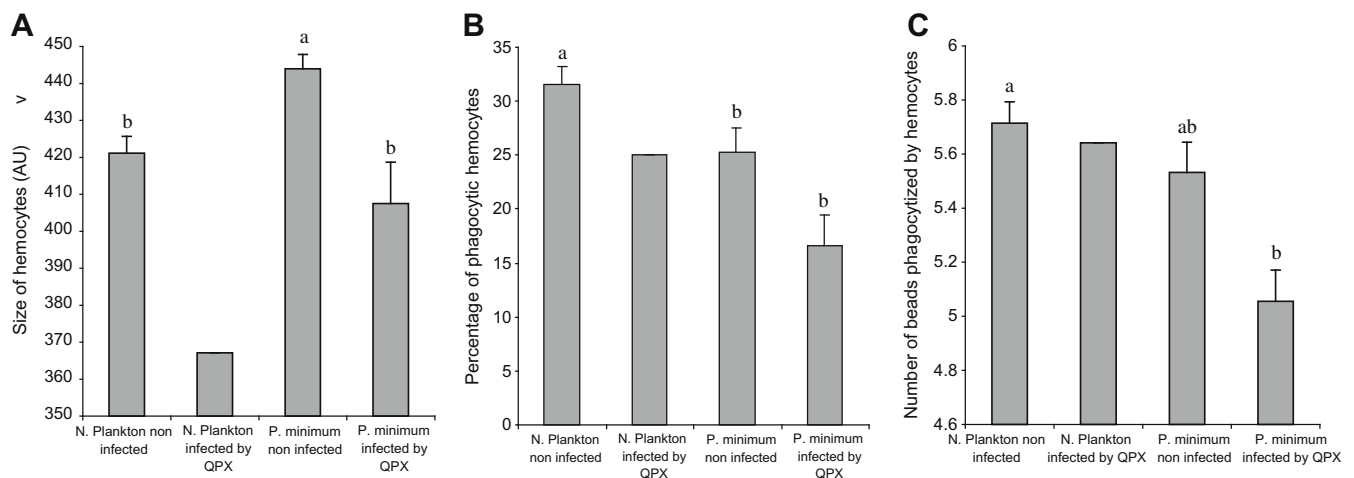 A
Size of hemocytes (AU)
v
450
440
430
420
410
400
390
380
370
360
350
b
a
b
N. Plankton non
infected
N. Plankton
infected by
QPX
P. minimum
non infected
P. minimum
infected by
QPX
B
Percentage of phagocytic hemocytes
35
30
25
20
15
10
5
0
a
b
b
N. Plankton
non infected
N. Plankton
infected by QPX
P. minimum
non infected
P. minimum
infected by
QPX
C
Number of beads phagocytized by hemocytes
6
5.8
5.6
5.4
5.2
5
4.8
4.6
a
ab
b
N. Plankton non
infected
N. Plankton
infected by QPX
P. minimum
non infected
P. minimum
infected by QPX